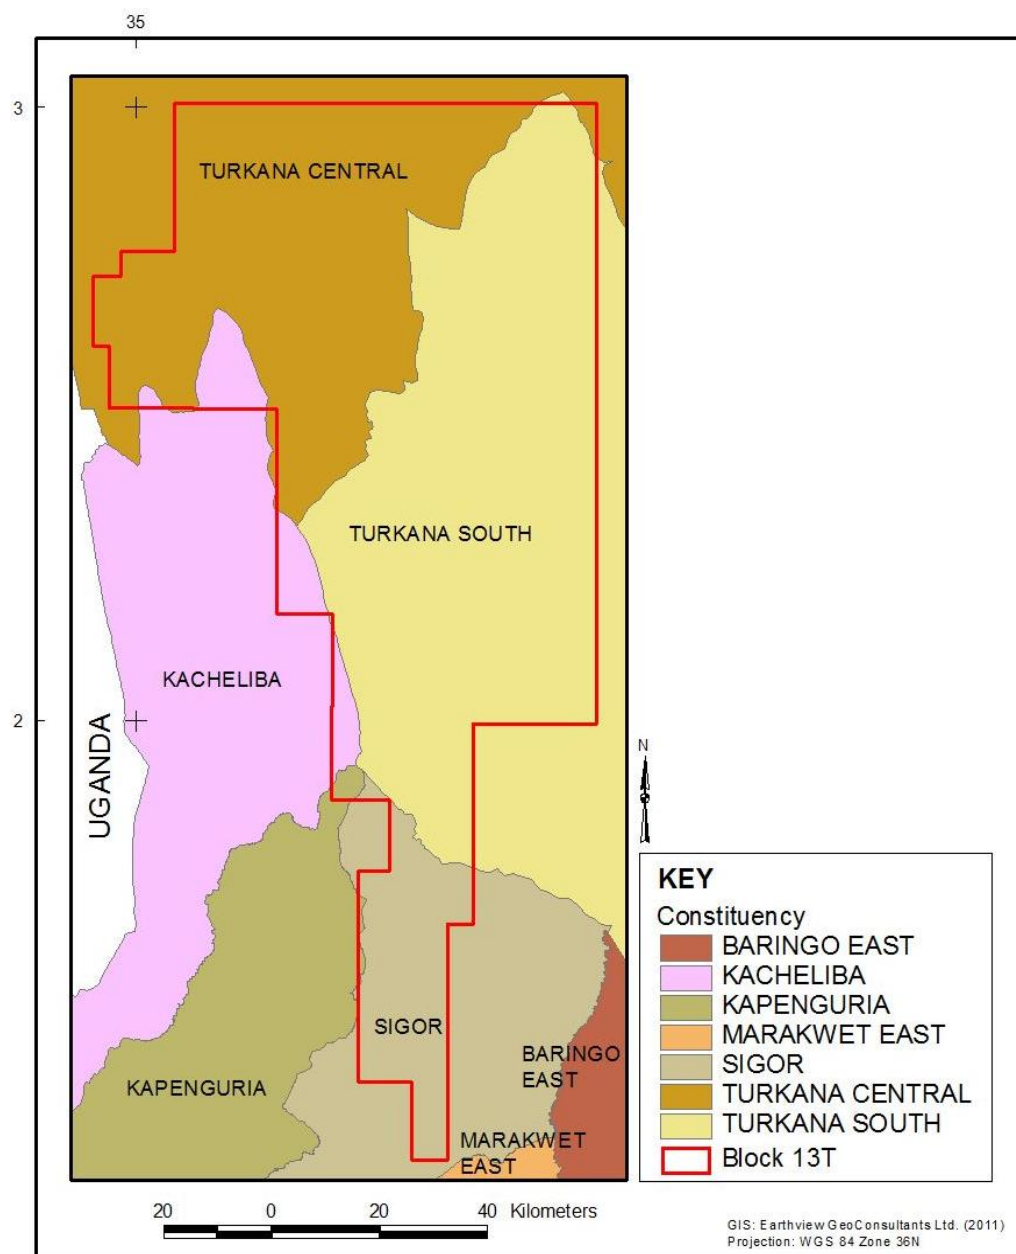 35
3
TURKANA CENTRAL
TURKANA SOUTH
KACHELIBA
2
UGANDA
N
SIGOR
BARINGO
EAST
KAPENGURIA
MARAKWET
EAST
KEY
Constituency
BARINGO EAST
KACHELIBA
KAPENGURIA
MARAKWET EAST
SIGOR
TURKANA CENTRAL
TURKANA SOUTH
Block 13T
20 0 20 40 Kilometers
GIS: Earthview GeoConsultants Ltd. (2011)
Projection: WGS 84 Zone 36N